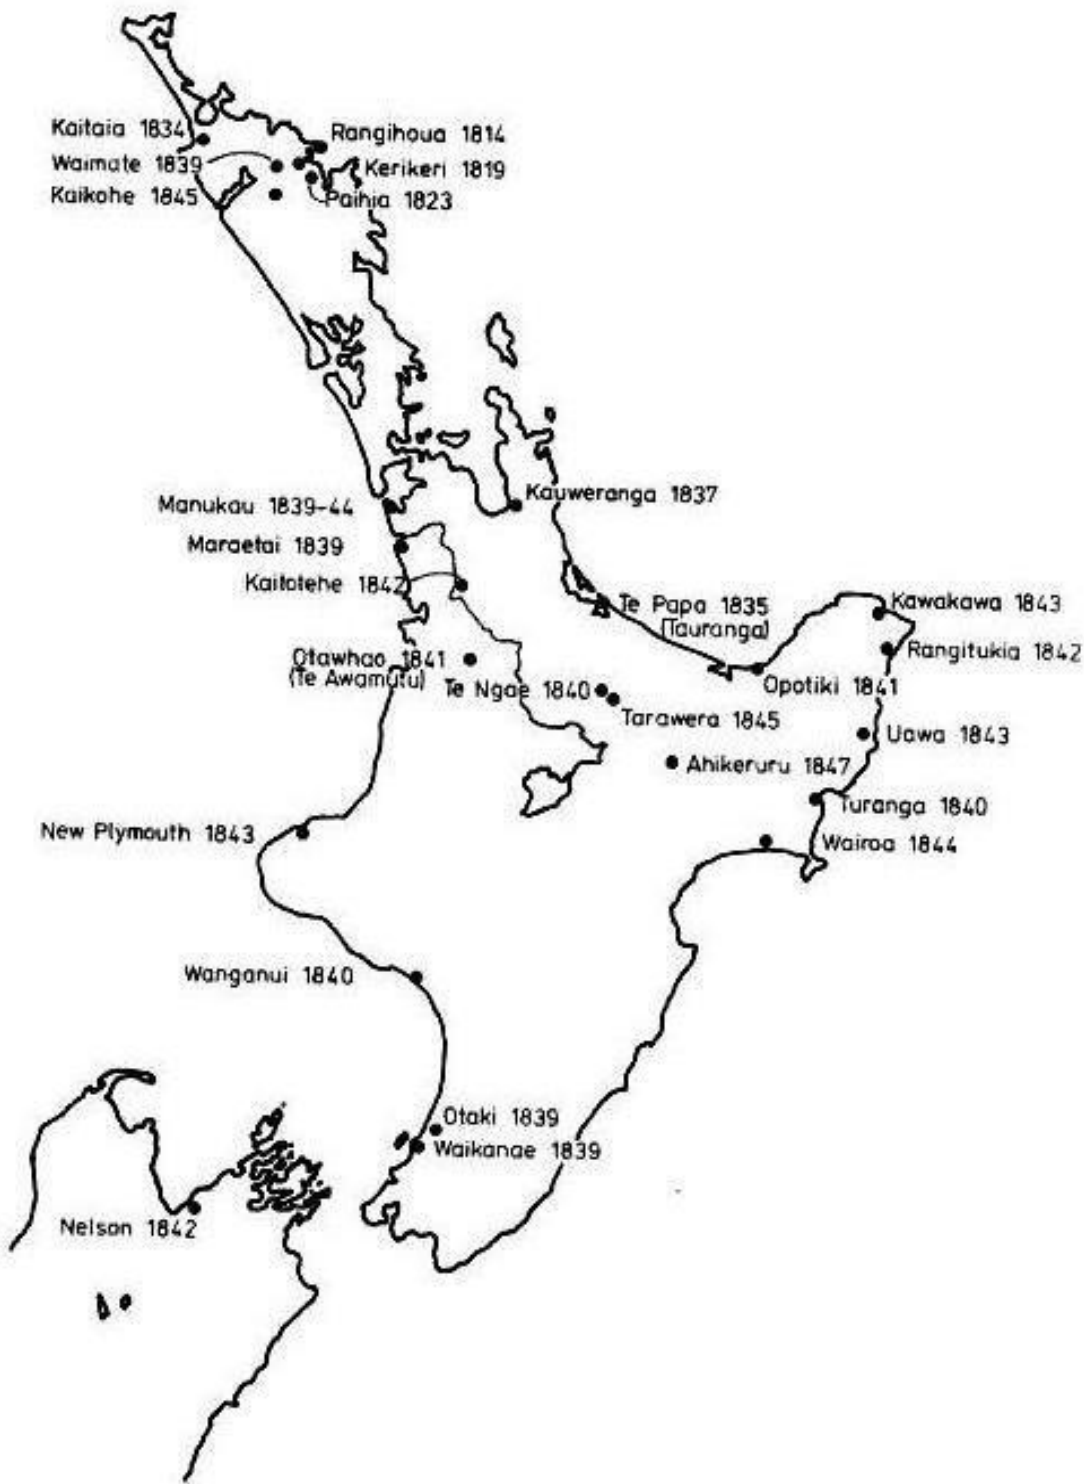 Kaitaia 1834
Rangihoua 1814
Waimate 1839
Kerikeri 1819
Kaikohe 1845
Paihia 1823
Kauweranga 1837
Manukau 1839-44
Maraetai 1839
Kaitotehe 1842
Te Papa 1835
(Tauranga)
Kawakawa 1843
Rangitukia 1842
Otawhao 1841
(Te Awamutu)
Te Ngae 1840
Opotiki 1841
Tarawera 1845
Uawa 1843
Ahikeruru 1847
Turanga 1840
New Plymouth 1843
Wairoa 1844
Wanganui 1840
Otaki 1839
Waikanae 1839
Nelson 1842